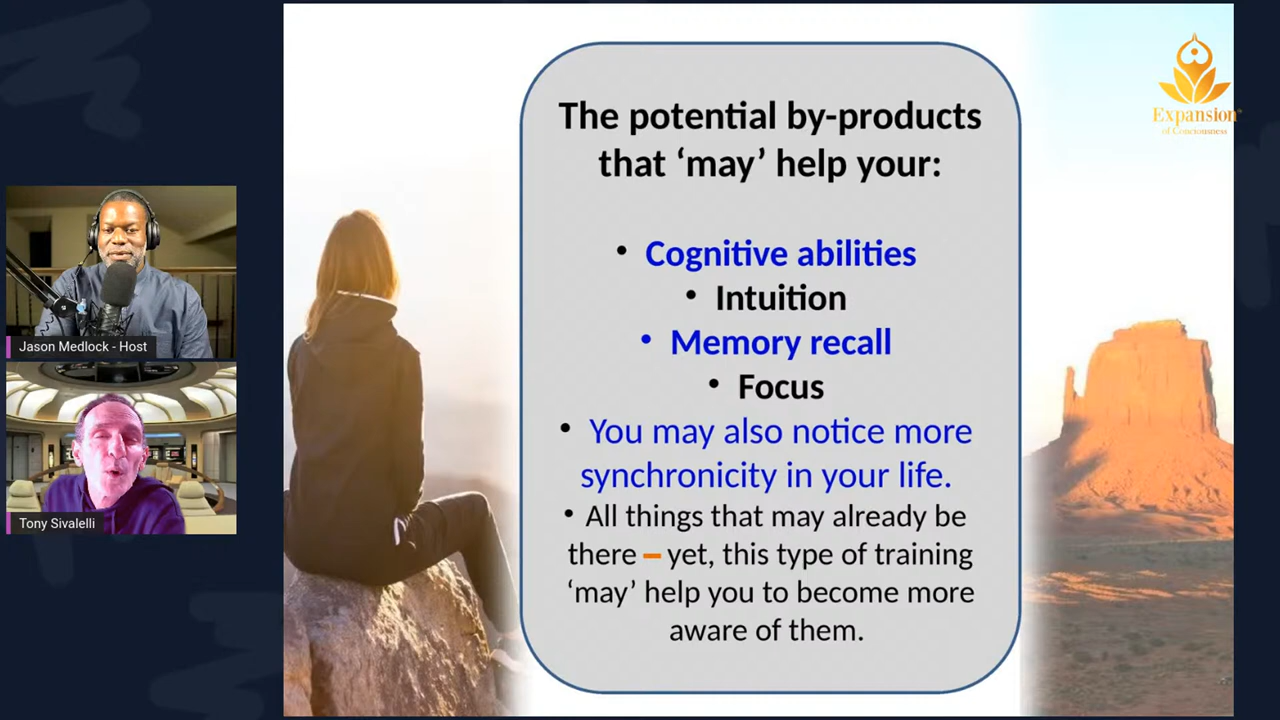 The potential by-products
that ‘may’ help your:
• Cognitive abilities
• Intuition
• Memory recall
• Focus
• You may also notice more
synchronicity in your life.
• All things that may already be
there – yet, this type of training
‘may’ help you to become more
aware of them.
Expansion
of Conciousness
Jason Medlock - Host
Tony Sivalelli